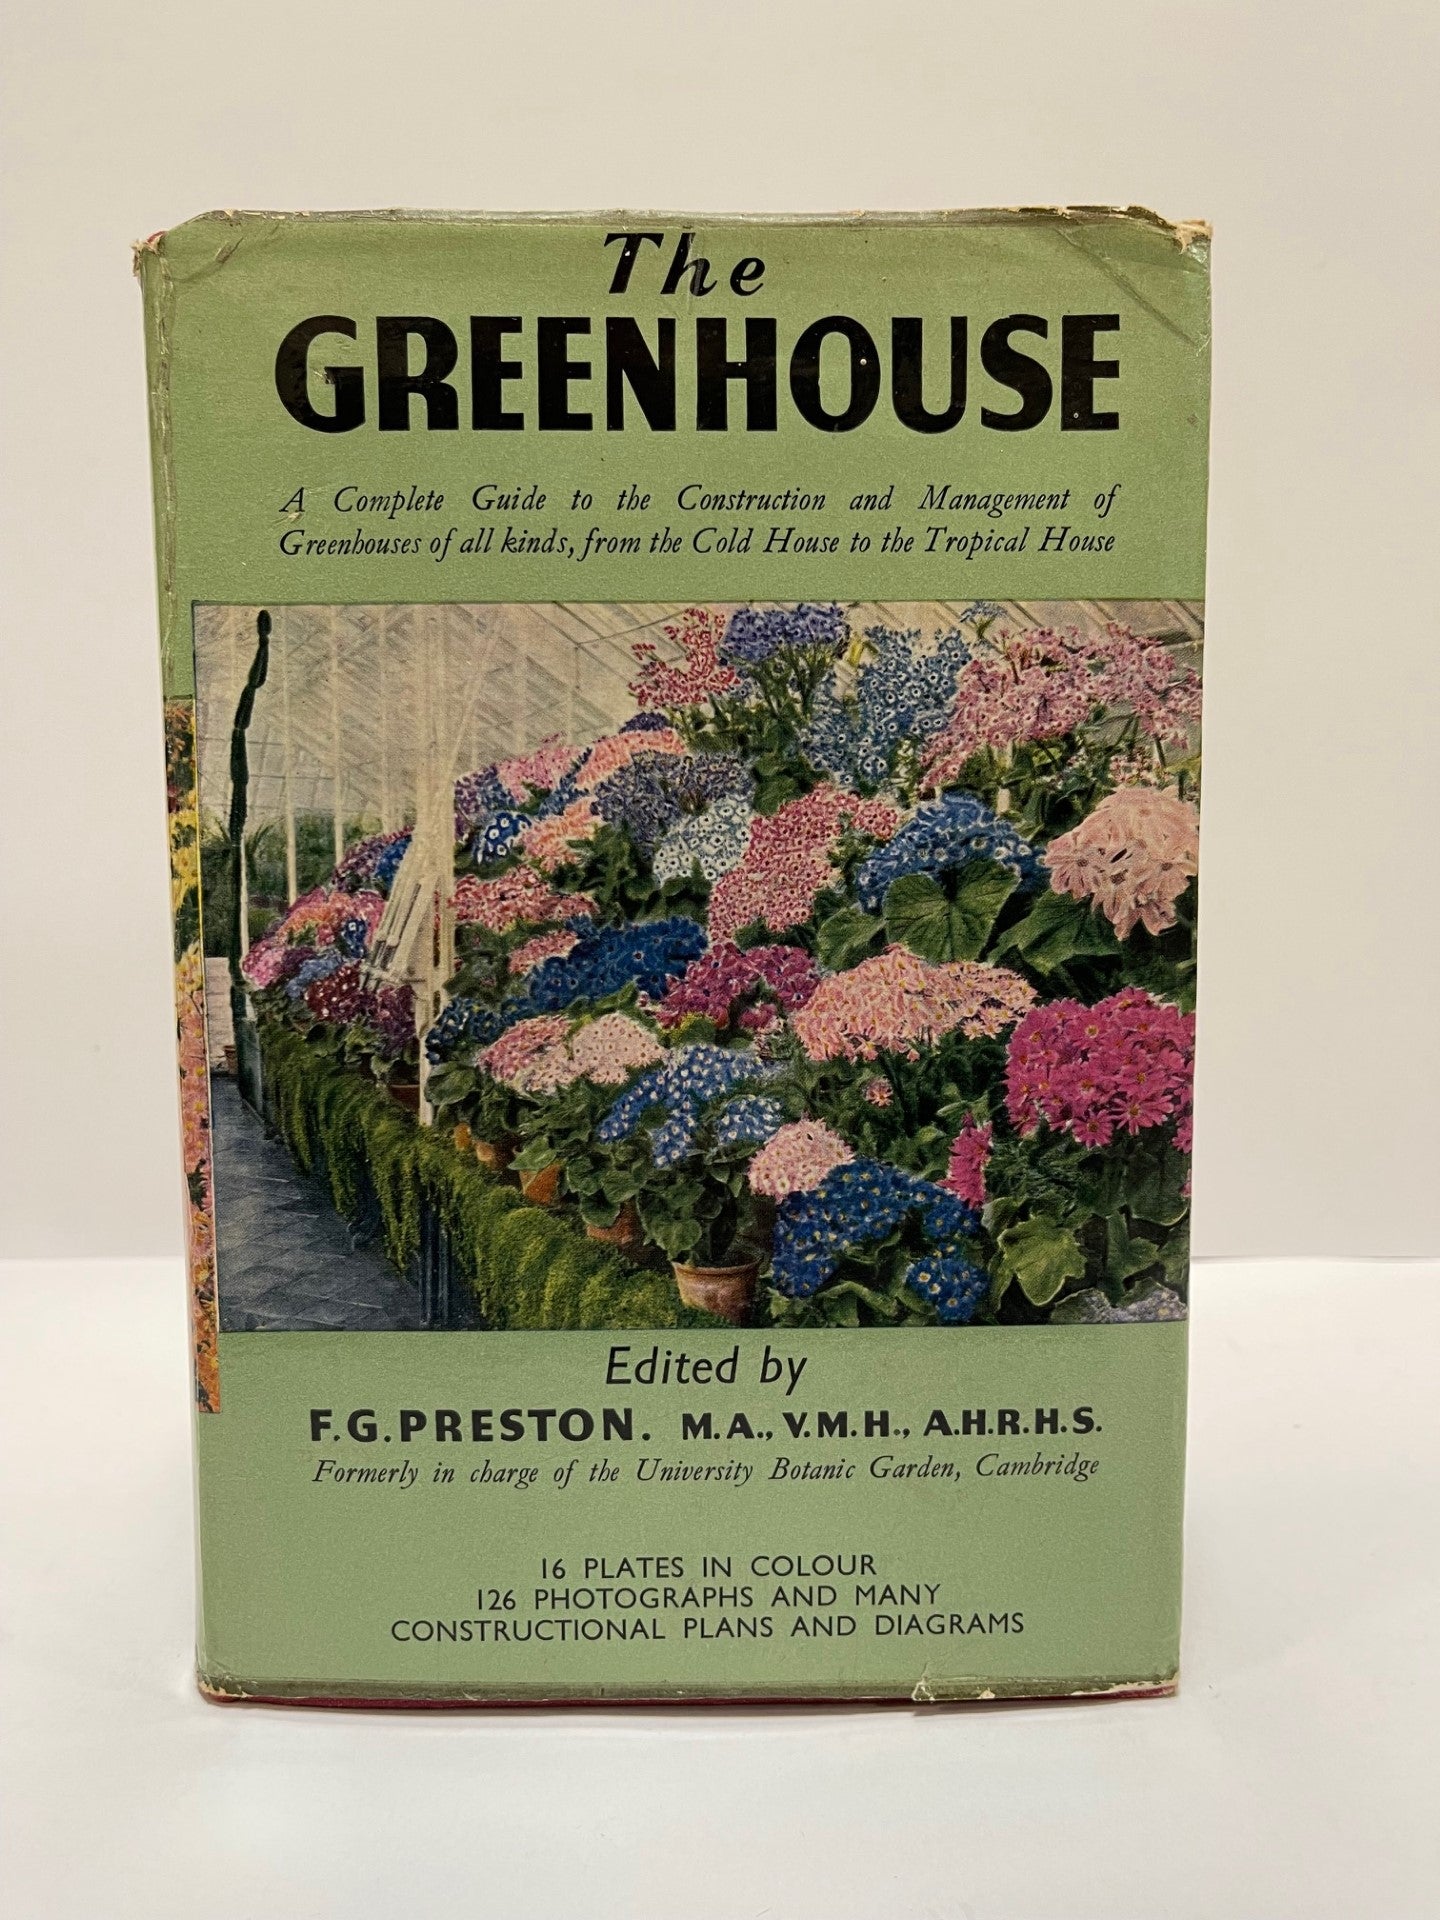 The
GREENHOUSE
A Complete Guide to the Construction and Management of
Greenhouses of all kinds, from the Cold House to the Tropical House
Edited by
F.G.PRESTON. M.A., V.M.H., A.H.R.H.S.
Formerly in charge of the University Botanic Garden, Cambridge
16 PLATES IN COLOUR
126 PHOTOGRAPHS AND MANY
CONSTRUCTIONAL PLANS AND DIAGRAMS